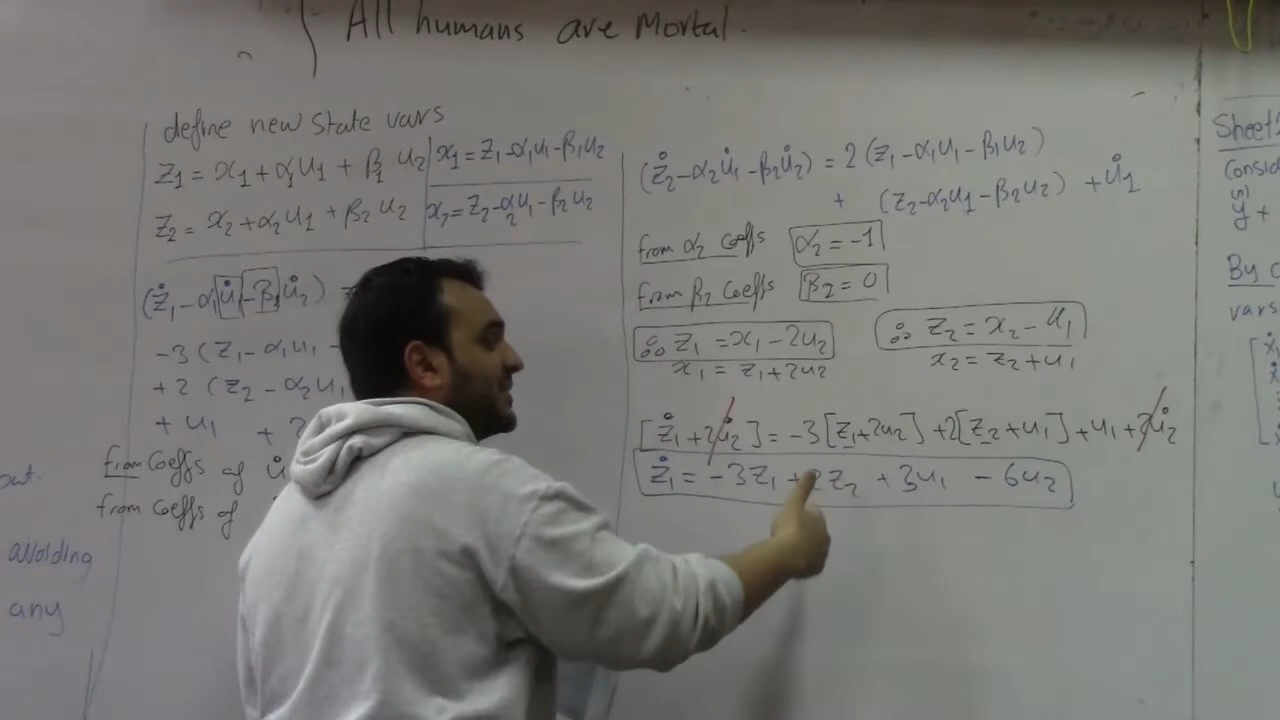 All humans are Mortal.
define new state vars
z₁ = x₁ + α₁u₁ + β₁ u₂
x₁ = z₁ - α₁u₁ - β₁u₂
z₂ = x₂ + α₂ u₁ + β₂ u₂
x₂ = z₂ - α₂u₁ - β₂ u₂
(ż₁ - α₁u̇₁ - β₁u̇₂)
-3 (z₁ - α₁u₁ -
+ 2 (z₂ - α₂u₁
+ u₁ +
from coeffs of u̇
from coeffs of
out.
avoiding
any
(ż₂ - α₂u̇₁ - β₂u̇₂) = 2 (z₁ - α₁u₁ - β₁u₂)
+ (z₂ - α₂u₁ - β₂u₂) + u̇₁
from α₂ coeffs α₂ = -1
from β₂ coeffs β₂ = 0
∴ z₁ = x₁ - 2u₂
x₁ = z₁ + 2u₂
∴ z₂ = x₂ - u₁
x₂ = z₂ + u₁
[ż₁ + 2u̇₂] = -3[z₁ + 2u₂] + 2[z₂ + u₁] + u₁ + 2u̇₂
ż₁ = -3z₁ + 2z₂ + 3u₁ - 6u₂
Sheet
Consid
y +
By c
vars